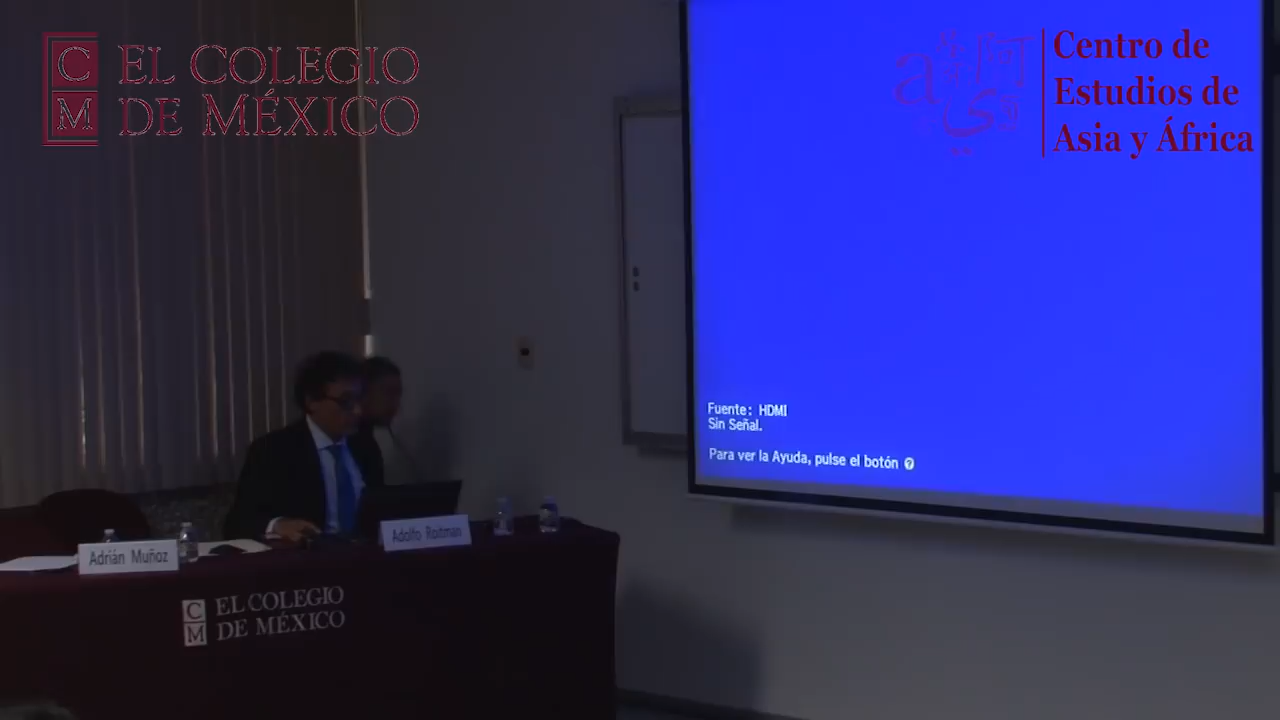 C M
EL COLEGIO
DE MÉXICO
Centro de
Estudios de
Asia y África
Fuente: HDMI
Sin Señal.
Para ver la Ayuda, pulse el botón ?
Adrián Muñoz
Adolfo Roitman
C M
EL COLEGIO
DE MÉXICO